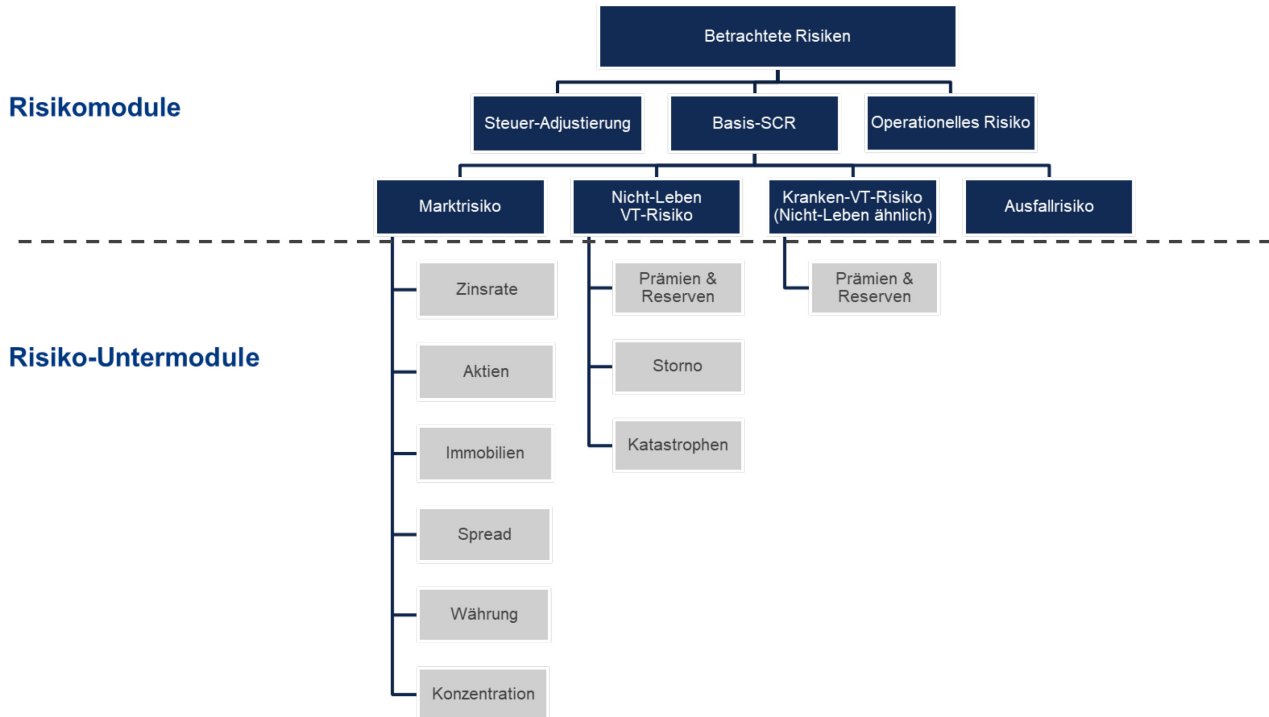 Betrachtete Risiken
Risikomodule
Steuer-Adjustierung
Basis-SCR
Operationelles Risiko
Marktrisiko
Nicht-Leben
VT-Risiko
Kranken-VT-Risiko
(Nicht-Leben ähnlich)
Ausfallrisiko
Risiko-Untermodule
Zinsrate
Aktien
Immobilien
Spread
Währung
Konzentration
Prämien &
Reserven
Storno
Katastrophen
Prämien &
Reserven